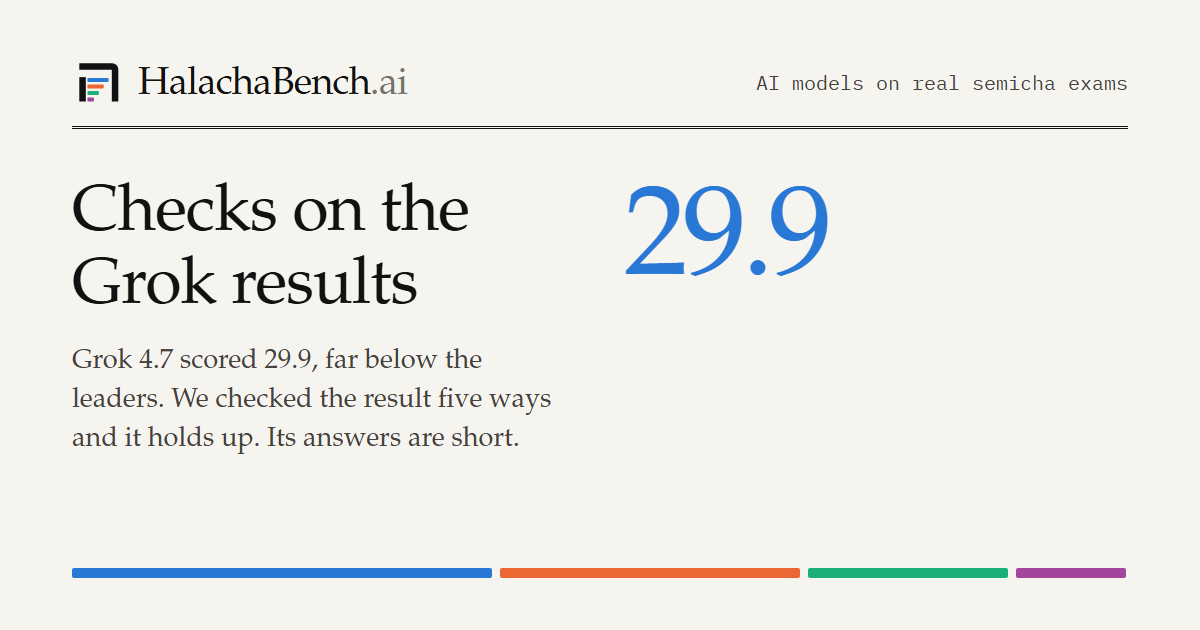 HalachaBench.ai
AI models on real semicha exams
Checks on the
Grok results
29.9
Grok 4.7 scored 29.9, far below the
leaders. We checked the result five ways
and it holds up. Its answers are short.